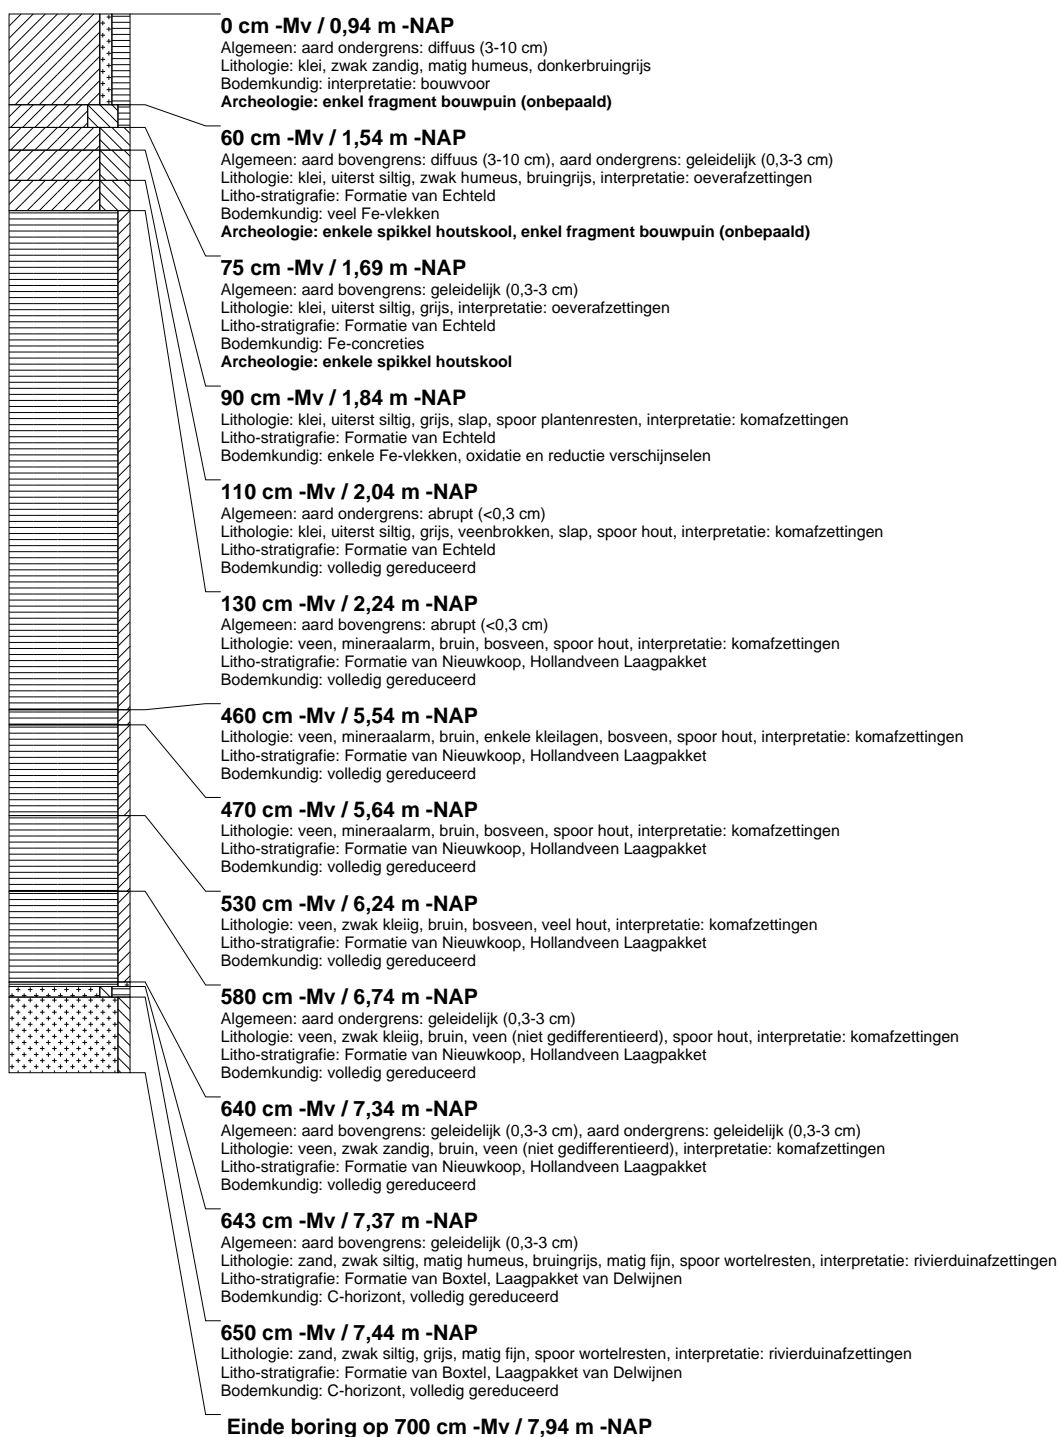 0 cm -Mv / 0,94 m -NAP
Algemeen: aard ondergrens: diffuus (3-10 cm)
Lithologie: klei, zwak zandig, matig humeus, donkerbruingrijs
Bodemkundig: interpretatie: bouwvoor
Archeologie: enkel fragment bouwpuin (onbepaald)
60 cm -Mv / 1,54 m -NAP
Algemeen: aard bovengrens: diffuus (3-10 cm), aard ondergrens: geleidelijk (0,3-3 cm)
Lithologie: klei, uiterst siltig, zwak humeus, bruingrijs, interpretatie: oeverafzettingen
Litho-stratigrafie: Formatie van Echteld
Bodemkundig: veel Fe-vlekken
Archeologie: enkele spikkel houtskool, enkel fragment bouwpuin (onbepaald)
75 cm -Mv / 1,69 m -NAP
Algemeen: aard bovengrens: geleidelijk (0,3-3 cm)
Lithologie: klei, uiterst siltig, grijs, interpretatie: oeverafzettingen
Litho-stratigrafie: Formatie van Echteld
Bodemkundig: Fe-concreties
Archeologie: enkele spikkel houtskool
90 cm -Mv / 1,84 m -NAP
Lithologie: klei, uiterst siltig, grijs, slap, spoor plantenresten, interpretatie: komafzettingen
Litho-stratigrafie: Formatie van Echteld
Bodemkundig: enkele Fe-vlekken, oxidatie en reductie verschijnselen
110 cm -Mv / 2,04 m -NAP
Algemeen: aard ondergrens: abrupt (<0,3 cm)
Lithologie: klei, uiterst siltig, grijs, veenbrokken, slap, spoor hout, interpretatie: komafzettingen
Litho-stratigrafie: Formatie van Echteld
Bodemkundig: volledig gereduceerd
130 cm -Mv / 2,24 m -NAP
Algemeen: aard bovengrens: abrupt (<0,3 cm)
Lithologie: veen, mineraalarm, bruin, bosveen, spoor hout, interpretatie: komafzettingen
Litho-stratigrafie: Formatie van Nieuwkoop, Hollandveen Laagpakket
Bodemkundig: volledig gereduceerd
460 cm -Mv / 5,54 m -NAP
Lithologie: veen, mineraalarm, bruin, enkele kleilagen, bosveen, spoor hout, interpretatie: komafzettingen
Litho-stratigrafie: Formatie van Nieuwkoop, Hollandveen Laagpakket
Bodemkundig: volledig gereduceerd
470 cm -Mv / 5,64 m -NAP
Lithologie: veen, mineraalarm, bruin, bosveen, spoor hout, interpretatie: komafzettingen
Litho-stratigrafie: Formatie van Nieuwkoop, Hollandveen Laagpakket
Bodemkundig: volledig gereduceerd
530 cm -Mv / 6,24 m -NAP
Lithologie: veen, zwak kleiig, bruin, bosveen, veel hout, interpretatie: komafzettingen
Litho-stratigrafie: Formatie van Nieuwkoop, Hollandveen Laagpakket
Bodemkundig: volledig gereduceerd
580 cm -Mv / 6,74 m -NAP
Algemeen: aard ondergrens: geleidelijk (0,3-3 cm)
Lithologie: veen, zwak kleiig, bruin, veen (niet gedifferentieerd), spoor hout, interpretatie: komafzettingen
Litho-stratigrafie: Formatie van Nieuwkoop, Hollandveen Laagpakket
Bodemkundig: volledig gereduceerd
640 cm -Mv / 7,34 m -NAP
Algemeen: aard bovengrens: geleidelijk (0,3-3 cm), aard ondergrens: geleidelijk (0,3-3 cm)
Lithologie: veen, zwak zandig, bruin, veen (niet gedifferentieerd), interpretatie: komafzettingen
Litho-stratigrafie: Formatie van Nieuwkoop, Hollandveen Laagpakket
Bodemkundig: volledig gereduceerd
643 cm -Mv / 7,37 m -NAP
Algemeen: aard bovengrens: geleidelijk (0,3-3 cm)
Lithologie: zand, zwak siltig, matig humeus, bruingrijs, matig fijn, spoor wortelresten, interpretatie: rivierduinafzettingen
Litho-stratigrafie: Formatie van Boxtel, Laagpakket van Delwijnen
Bodemkundig: C-horizont, volledig gereduceerd
650 cm -Mv / 7,44 m -NAP
Lithologie: zand, zwak siltig, grijs, matig fijn, spoor wortelresten, interpretatie: rivierduinafzettingen
Litho-stratigrafie: Formatie van Boxtel, Laagpakket van Delwijnen
Bodemkundig: C-horizont, volledig gereduceerd
Einde boring op 700 cm -Mv / 7,94 m -NAP